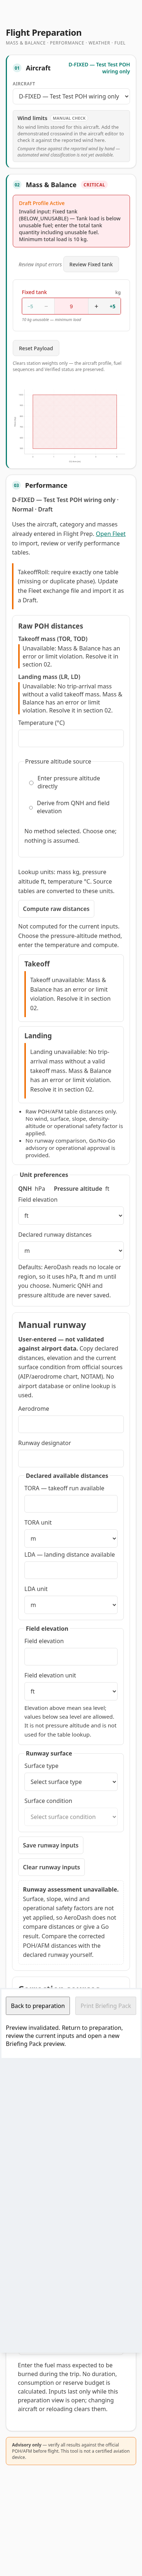 Flight Preparation
MASS & BALANCE · PERFORMANCE · WEATHER · FUEL
01 Aircraft
D-FIXED — Test Test POH
wiring only
AIRCRAFT
D-FIXED — Test Test POH wiring only
Wind limits MANUAL CHECK
No wind limits stored for this aircraft. Add the
demonstrated crosswind in the aircraft editor to
check it against the reported wind here.
Compare these against the reported wind by hand —
automated wind classification is not yet available.
02 Mass & Balance CRITICAL
Draft Profile Active
Invalid input: Fixed tank
(BELOW_UNUSABLE) — Tank load is below
unusable fuel; enter the total tank
quantity including unusable fuel.
Minimum total load is 10 kg.
Review input errors Review Fixed tank
Fixed tank kg
−5 − 0 + +5
10 kg unusable — minimum load
Reset Payload
Clears station weights only — the aircraft profile, fuel
sequences and Verified status are preserved.
03 Performance
D-FIXED — Test Test POH wiring only ·
Normal · Draft
Uses the aircraft, category and masses
already entered in Flight Prep. Open Fleet
to import, review or verify performance
tables.
TakeoffRoll: require exactly one table
(missing or duplicate phase). Update
the Fleet exchange file and import it as
a Draft.
Raw POH distances
Takeoff mass (TOR, TOD)
Unavailable: Mass & Balance has an
error or limit violation. Resolve it in
section 02.
Landing mass (LR, LD)
Unavailable: No trip-arrival mass
without a valid takeoff mass. Mass &
Balance has an error or limit
violation. Resolve it in section 02.
Temperature (°C)
Pressure altitude source
Enter pressure altitude
directly
Derive from QNH and field
elevation
No method selected. Choose one;
nothing is assumed.
Lookup units: mass kg, pressure
altitude ft, temperature °C. Source
tables are converted to these units.
Compute raw distances
Not computed for the current inputs.
Choose the pressure-altitude method,
enter the temperature and compute.
Takeoff
Takeoff unavailable: Mass &
Balance has an error or limit
violation. Resolve it in section
02.
Landing
Landing unavailable: No trip-
arrival mass without a valid
takeoff mass. Mass & Balance
has an error or limit violation.
Resolve it in section 02.
Raw POH/AFM table distances only.
No wind, surface, slope, density-
altitude or operational safety factor is
applied.
No runway comparison, Go/No-Go
advisory or operational approval is
provided.
Unit preferences
QNH hPa Pressure altitude ft
Field elevation
ft
Declared runway distances
m
Defaults: AeroDash reads no locale or
region, so it uses hPa, ft and m until
you choose. Numeric QNH and
pressure altitude are never saved.
Manual runway
User-entered — not validated
against airport data. Copy declared
distances, elevation and the current
surface condition from official sources
(AIP/aerodrome chart, NOTAM). No
airport database or online lookup is
used.
Aerodrome
Runway designator
Declared available distances
TORA — takeoff run available
TORA unit
m
LDA — landing distance available
LDA unit
m
Field elevation
Field elevation
Field elevation unit
ft
Elevation above mean sea level;
values below sea level are allowed.
It is not pressure altitude and is not
used for the table lookup.
Runway surface
Surface type
Select surface type
Surface condition
Select surface condition
Save runway inputs
Clear runway inputs
Runway assessment unavailable.
Surface, slope, wind and
operational safety factors are not
yet applied, so AeroDash does not
compare distances or give a Go
result. Compare the corrected
POH/AFM distances with the
declared runway yourself.
Back to preparation Print Briefing Pack
Preview invalidated. Return to preparation,
review the current inputs and open a new
Briefing Pack preview.
Enter the fuel mass expected to be
burned during the trip. No duration,
consumption or reserve budget is
calculated. Inputs last only while this
preparation view is open; changing
aircraft or reloading clears them.
Advisory only — verify all results against the official
POH/AFM before flight. This tool is not a certified aviation
device.